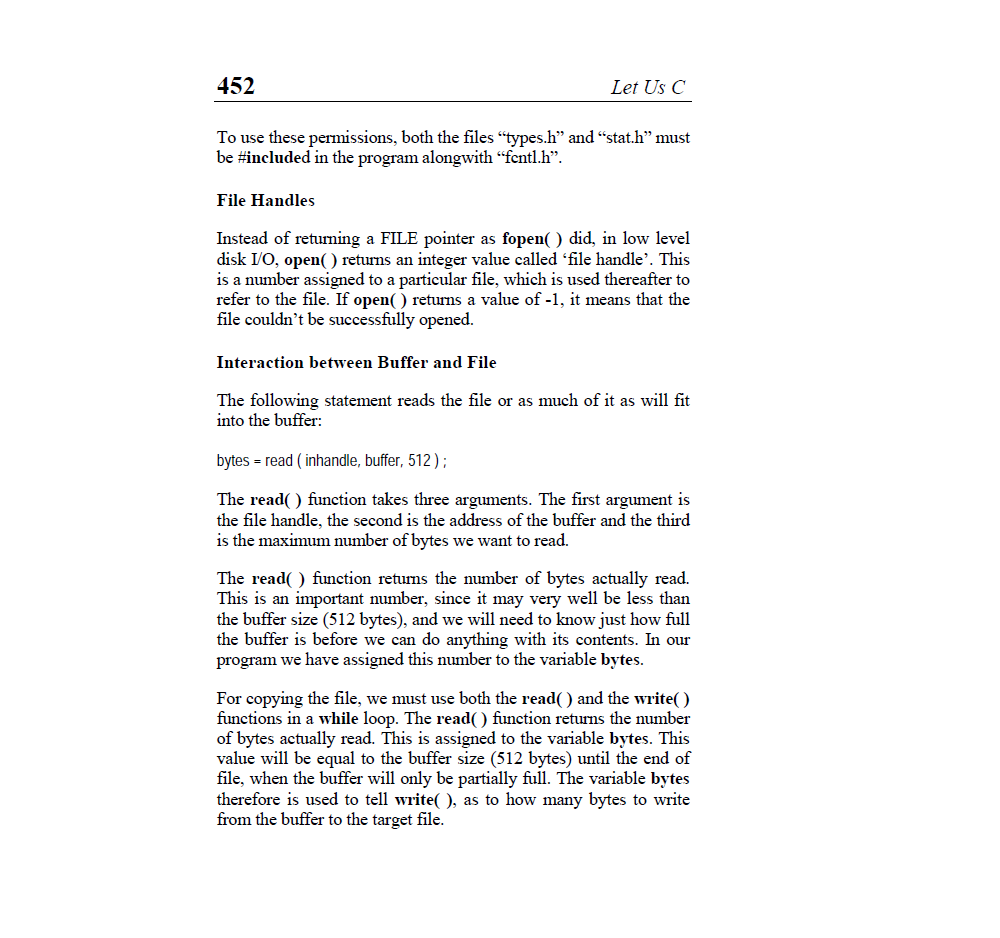 452 Let Us C
To use these permissions, both the files “types.h” and “stat.h” must
be #included in the program alongwith “fcntl.h”.
File Handles
Instead of returning a FILE pointer as fopen( ) did, in low level
disk I/O, open( ) returns an integer value called ‘file handle’. This
is a number assigned to a particular file, which is used thereafter to
refer to the file. If open( ) returns a value of -1, it means that the
file couldn’t be successfully opened.
Interaction between Buffer and File
The following statement reads the file or as much of it as will fit
into the buffer:
bytes = read ( inhandle, buffer, 512 ) ;
The read( ) function takes three arguments. The first argument is
the file handle, the second is the address of the buffer and the third
is the maximum number of bytes we want to read.
The read( ) function returns the number of bytes actually read.
This is an important number, since it may very well be less than
the buffer size (512 bytes), and we will need to know just how full
the buffer is before we can do anything with its contents. In our
program we have assigned this number to the variable bytes.
For copying the file, we must use both the read( ) and the write( )
functions in a while loop. The read( ) function returns the number
of bytes actually read. This is assigned to the variable bytes. This
value will be equal to the buffer size (512 bytes) until the end of
file, when the buffer will only be partially full. The variable bytes
therefore is used to tell write( ), as to how many bytes to write
from the buffer to the target file.